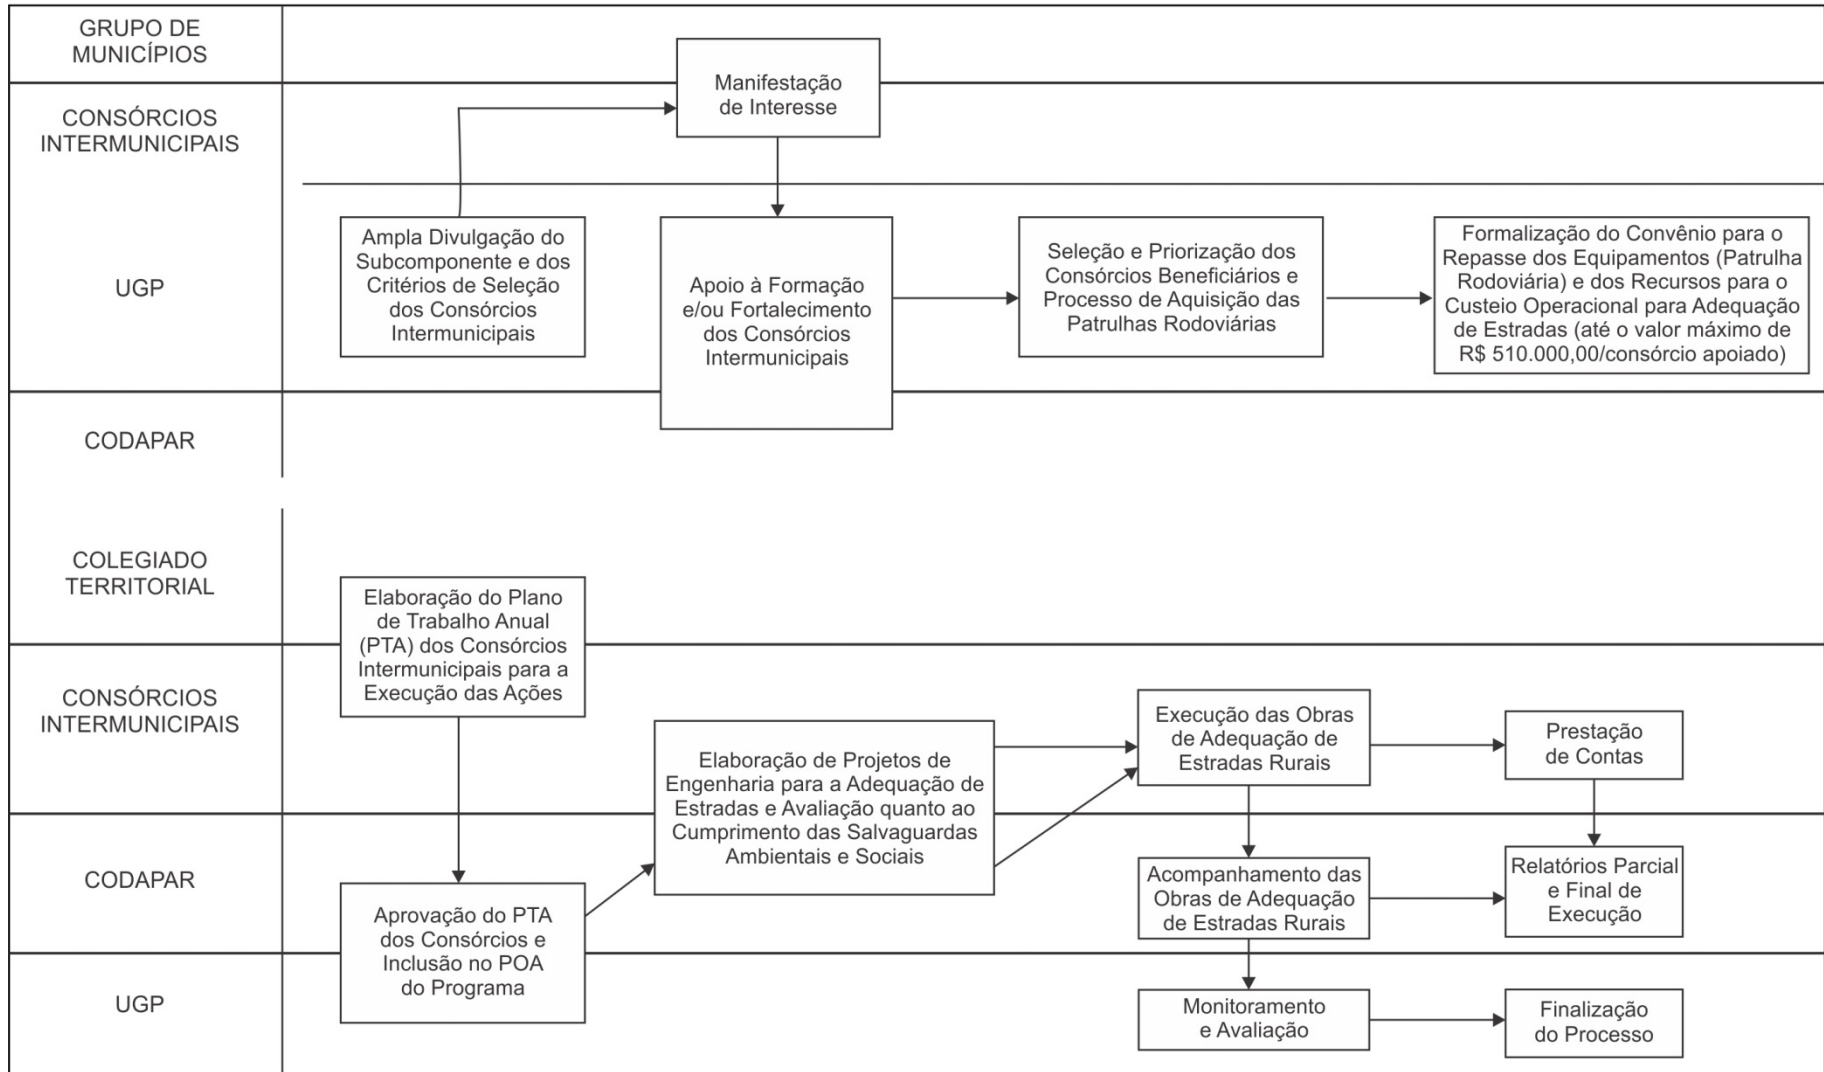 GRUPO DE
MUNICÍPIOS
Manifestação
de Interesse
CONSÓRCIOS
INTERMUNICIPAIS
UGP
Ampla Divulgação do
Subcomponente e dos
Critérios de Seleção
dos Consórcios
Intermunicipais
Apoio à Formação
e/ou Fortalecimento
dos Consórcios
Intermunicipais
Seleção e Priorização dos
Consórcios Beneficiários e
Processo de Aquisição das
Patrulhas Rodoviárias
Formalização do Convênio para o
Repasse dos Equipamentos (Patrulha
Rodoviária) e dos Recursos para o
Custeio Operacional para Adequação
de Estradas (até o valor máximo de
R$ 510.000,00/consórcio apoiado)
CODAPAR
COLEGIADO
TERRITORIAL
Elaboração do Plano
de Trabalho Anual
(PTA) dos Consórcios
Intermunicipais para a
Execução das Ações
CONSÓRCIOS
INTERMUNICIPAIS
Elaboração de Projetos de
Engenharia para a Adequação de
Estradas e Avaliação quanto ao
Cumprimento das Salvaguardas
Ambientais e Sociais
Execução das Obras
de Adequação de
Estradas Rurais
Prestação
de Contas
CODAPAR
Aprovação do PTA
dos Consórcios e
Inclusão no POA
do Programa
Acompanhamento das
Obras de Adequação
de Estradas Rurais
Relatórios Parcial
e Final de
Execução
UGP
Monitoramento
e Avaliação
Finalização
do Processo